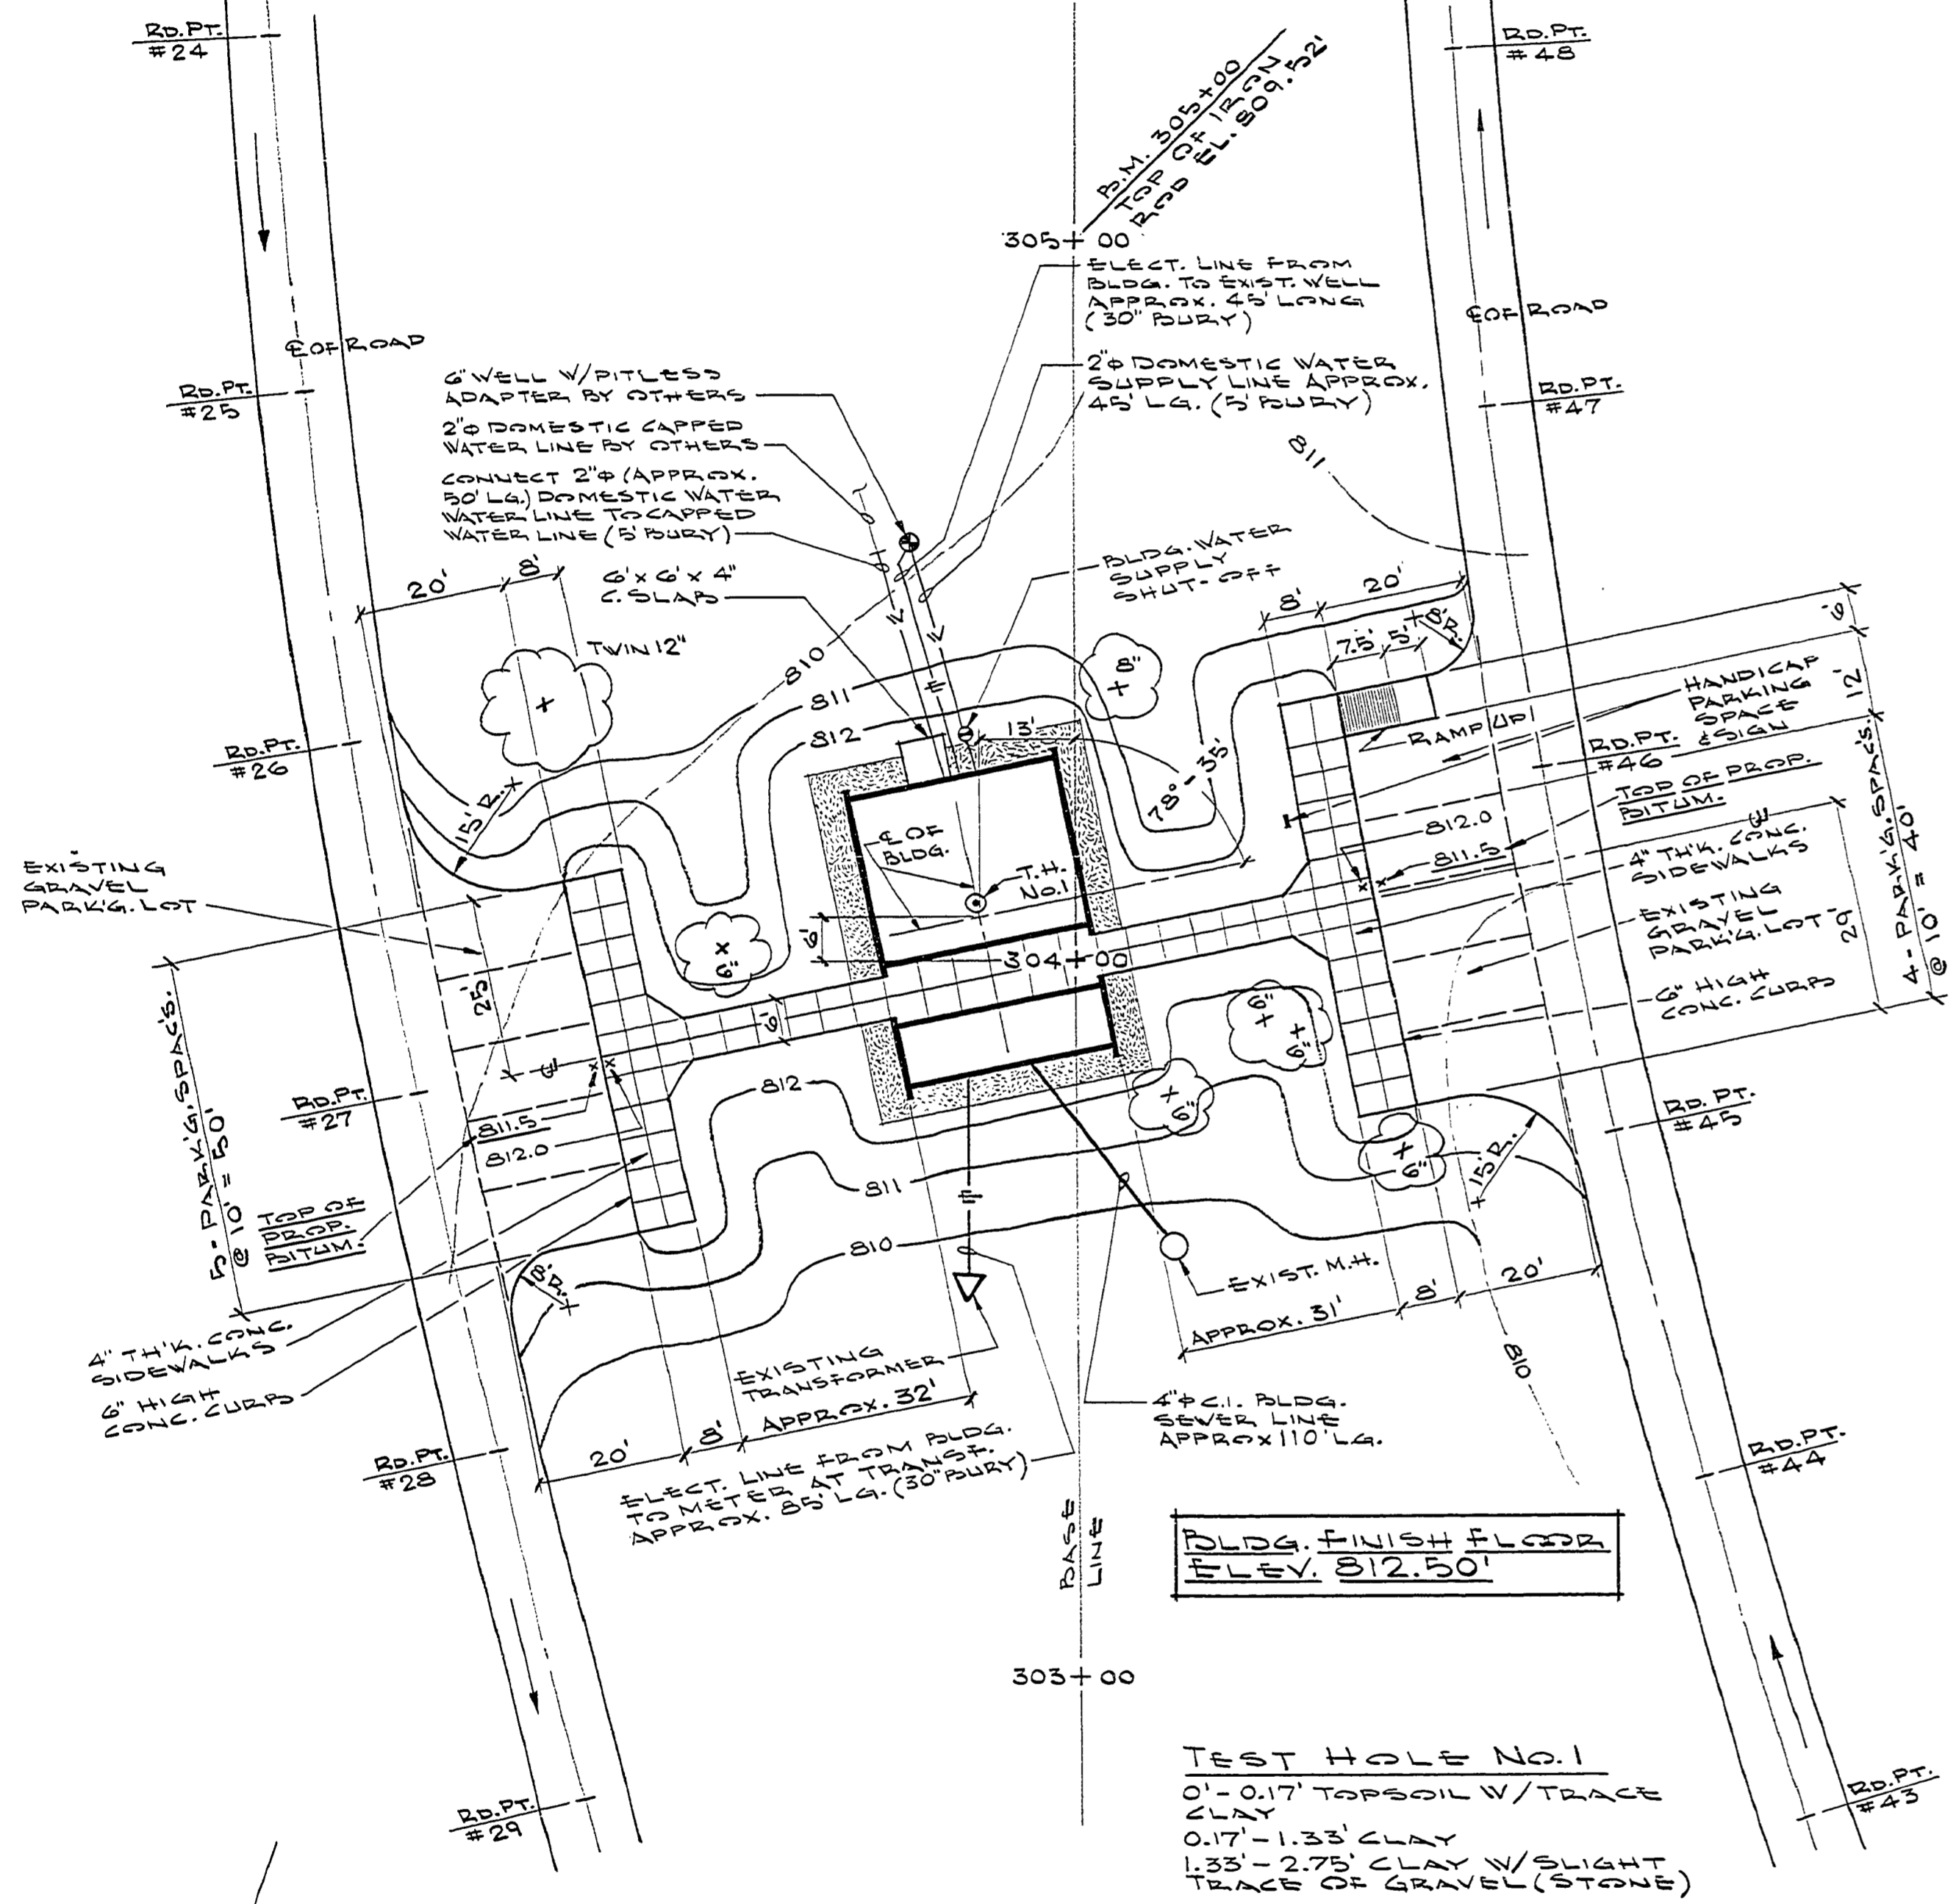 RD.PT.
#24
RD.PT.
#48
B.M. 305+00
TOP OF IRON
ROD EL. 809.52'
305+00
ELECT. LINE FROM
BLDG. TO EXIST. WELL
APPROX. 45' LONG
(30" BURY)
℄ OF ROAD
℄ OF ROAD
2"ϕ DOMESTIC WATER
SUPPLY LINE APPROX.
45' LG. (5' BURY)
RD.PT.
#25
RD.PT.
#47
6" WELL W/PITLESS
ADAPTER BY OTHERS
2"ϕ DOMESTIC CAPPED
WATER LINE BY OTHERS
CONNECT 2"ϕ (APPROX.
50' LG.) DOMESTIC WATER
WATER LINE TO CAPPED
WATER LINE (5' BURY)
811
6' x 6' x 4"
C. SLAB
BLDG. WATER
SUPPLY
SHUT-OFF
20'
8'
TWIN 12"
8'
20'
7.5'
5'
8'R.
6'
12'
810
811
812
8"
13'
78°-35'
RAMP UP
HANDICAP
PARKING
SPACE
& SIGN
RD.PT.
#26
RD.PT.
#46
TOP OF PROP.
BITUM.
15' R.
℄ OF
BLDG.
T.H.
No.1
812.0
811.5
℄
4" TH'K. CONC.
SIDEWALKS
EXISTING
GRAVEL
PARK'G. LOT
6" HIGH
CONC. CURB
29'
4 - PARK'G. SPAC'S.
@ 10' = 40'
EXISTING
GRAVEL
PARK'G. LOT
6"
6'
304+00
25'
6'
6"
6"
6"
6"
5 - PARK'G. SPAC'S.
@ 10' = 50'
℄
RD.PT.
#27
811.5
812.0
812
811
810
RD.PT.
#45
15' R.
TOP OF
PROP.
BITUM.
8'R.
EXIST. M.H.
APPROX. 31'
8'
20'
810
4" TH'K. CONC.
SIDEWALKS
6" HIGH
CONC. CURB
EXISTING
TRANSFORMER
20'
8'
APPROX. 32'
4"ϕ C.I. BLDG.
SEWER LINE
APPROX 110' LG.
RD.PT.
#28
ELECT. LINE FROM BLDG.
TO METER AT TRANSF.
APPROX. 85' LG. (30" BURY)
RD.PT.
#44
BASE
LINE
BLDG. FINISH FLOOR
ELEV. 812.50'
303+00
RD.PT.
#29
RD.PT.
#43
TEST HOLE NO.1
0' - 0.17' TOPSOIL W/TRACE
CLAY
0.17' - 1.33' CLAY
1.33' - 2.75' CLAY W/SLIGHT
TRACE OF GRAVEL (STONE)